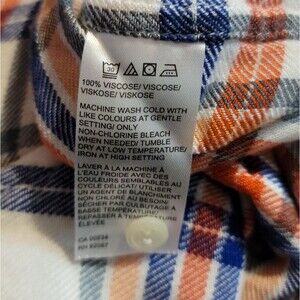 100% VISCOSE/ VISCOSE/
VISKOSE/ VISKOSE
MACHINE WASH COLD WITH
LIKE COLOURS AT GENTLE
SETTING/ ONLY
NON-CHLORINE BLEACH
WHEN NEEDED/ TUMBLE
DRY AT LOW TEMPERATURE/
IRON AT HIGH SETTING
LAVER À LA MACHINE À
L'EAU FROIDE AVEC DES
COULEURS SEMBLABLES AU
CYCLE DÉLICAT/ UTILISER
UN AGENT DE BLANCHIMENT
SANS CHLORE AU BESOIN/
SÉCHER PAR CULBUTAGE À
BASSE TEMPÉRATURE/
REPASSER À TEMPÉRATURE
ÉLEVÉE